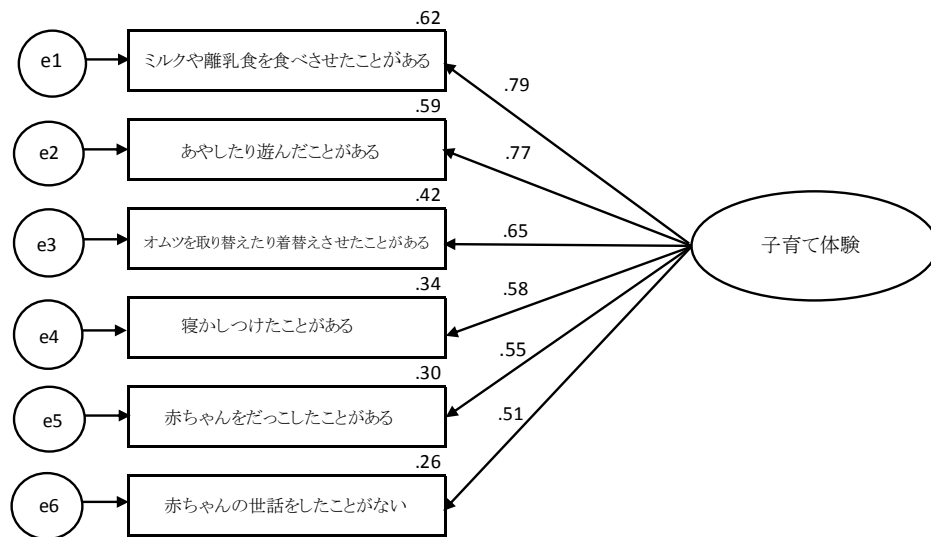 .62
e1
ミルクや離乳食を食べさせたことがある
.79
.59
e2
あやしたり遊んだことがある
.77
.42
e3
オムツを取り替えたり着替えさせたことがある
.65
子育て体験
.34
e4
寝かしつけたことがある
.58
.30
e5
赤ちゃんをだっこしたことがある
.55
.26
e6
赤ちゃんの世話をしたことがない
.51